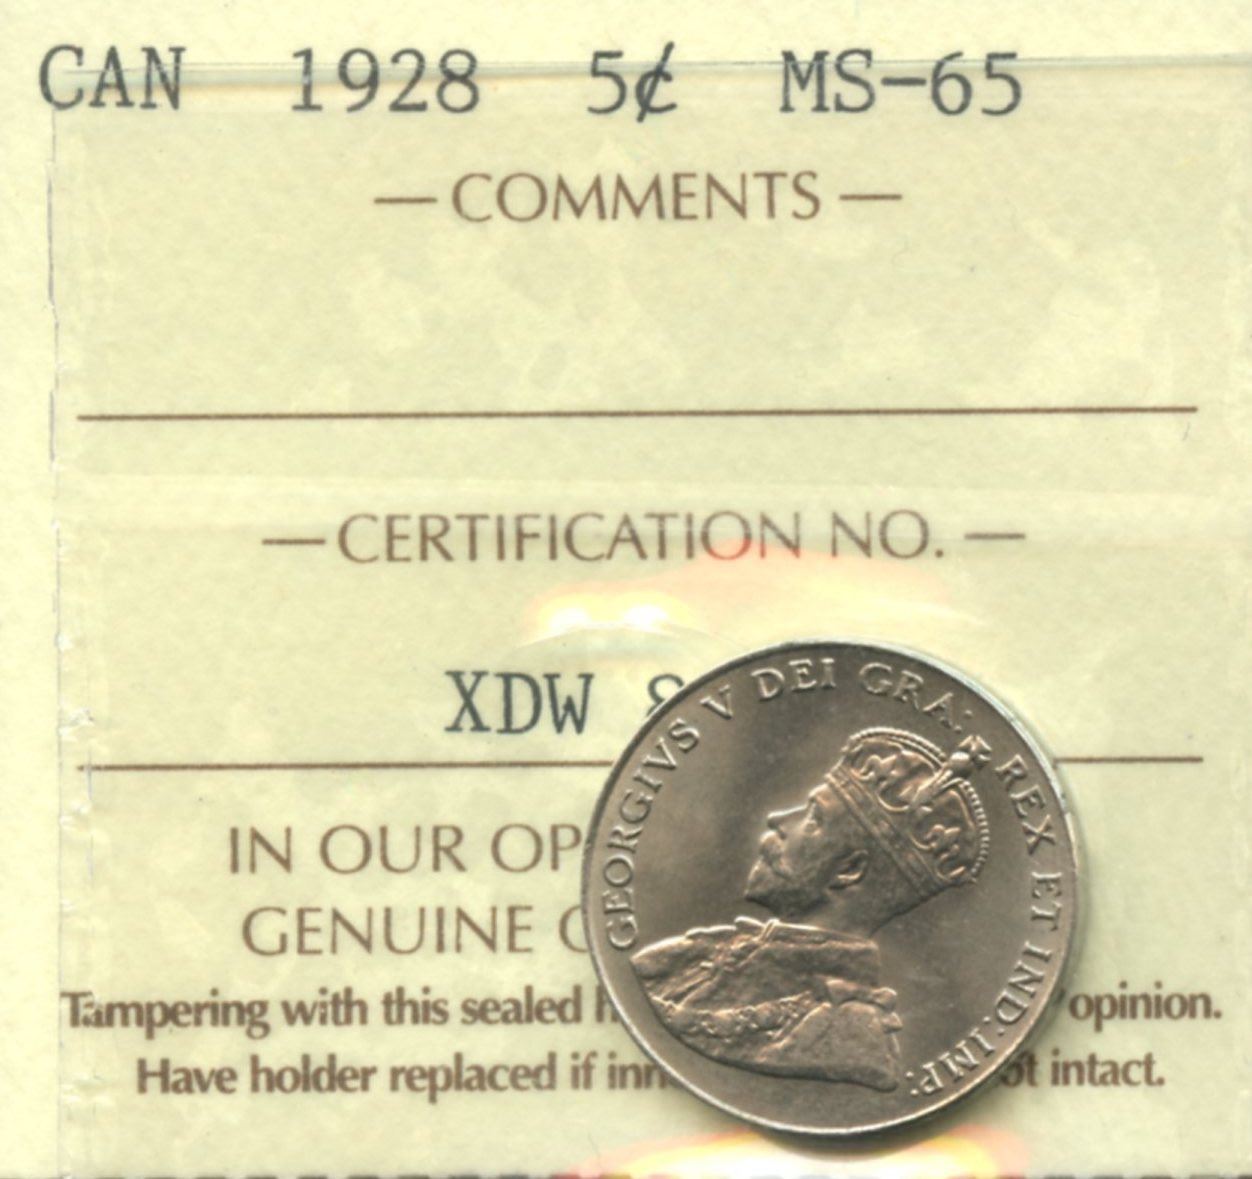 CAN 1928 5¢ MS-65
— COMMENTS —
— CERTIFICATION NO. —
XDW
IN OUR
GENUINE
Tampering with this sealed opinion.
Have holder replaced if intact.
GEORGIVS V DEI GRA: REX ET IND:IMP: